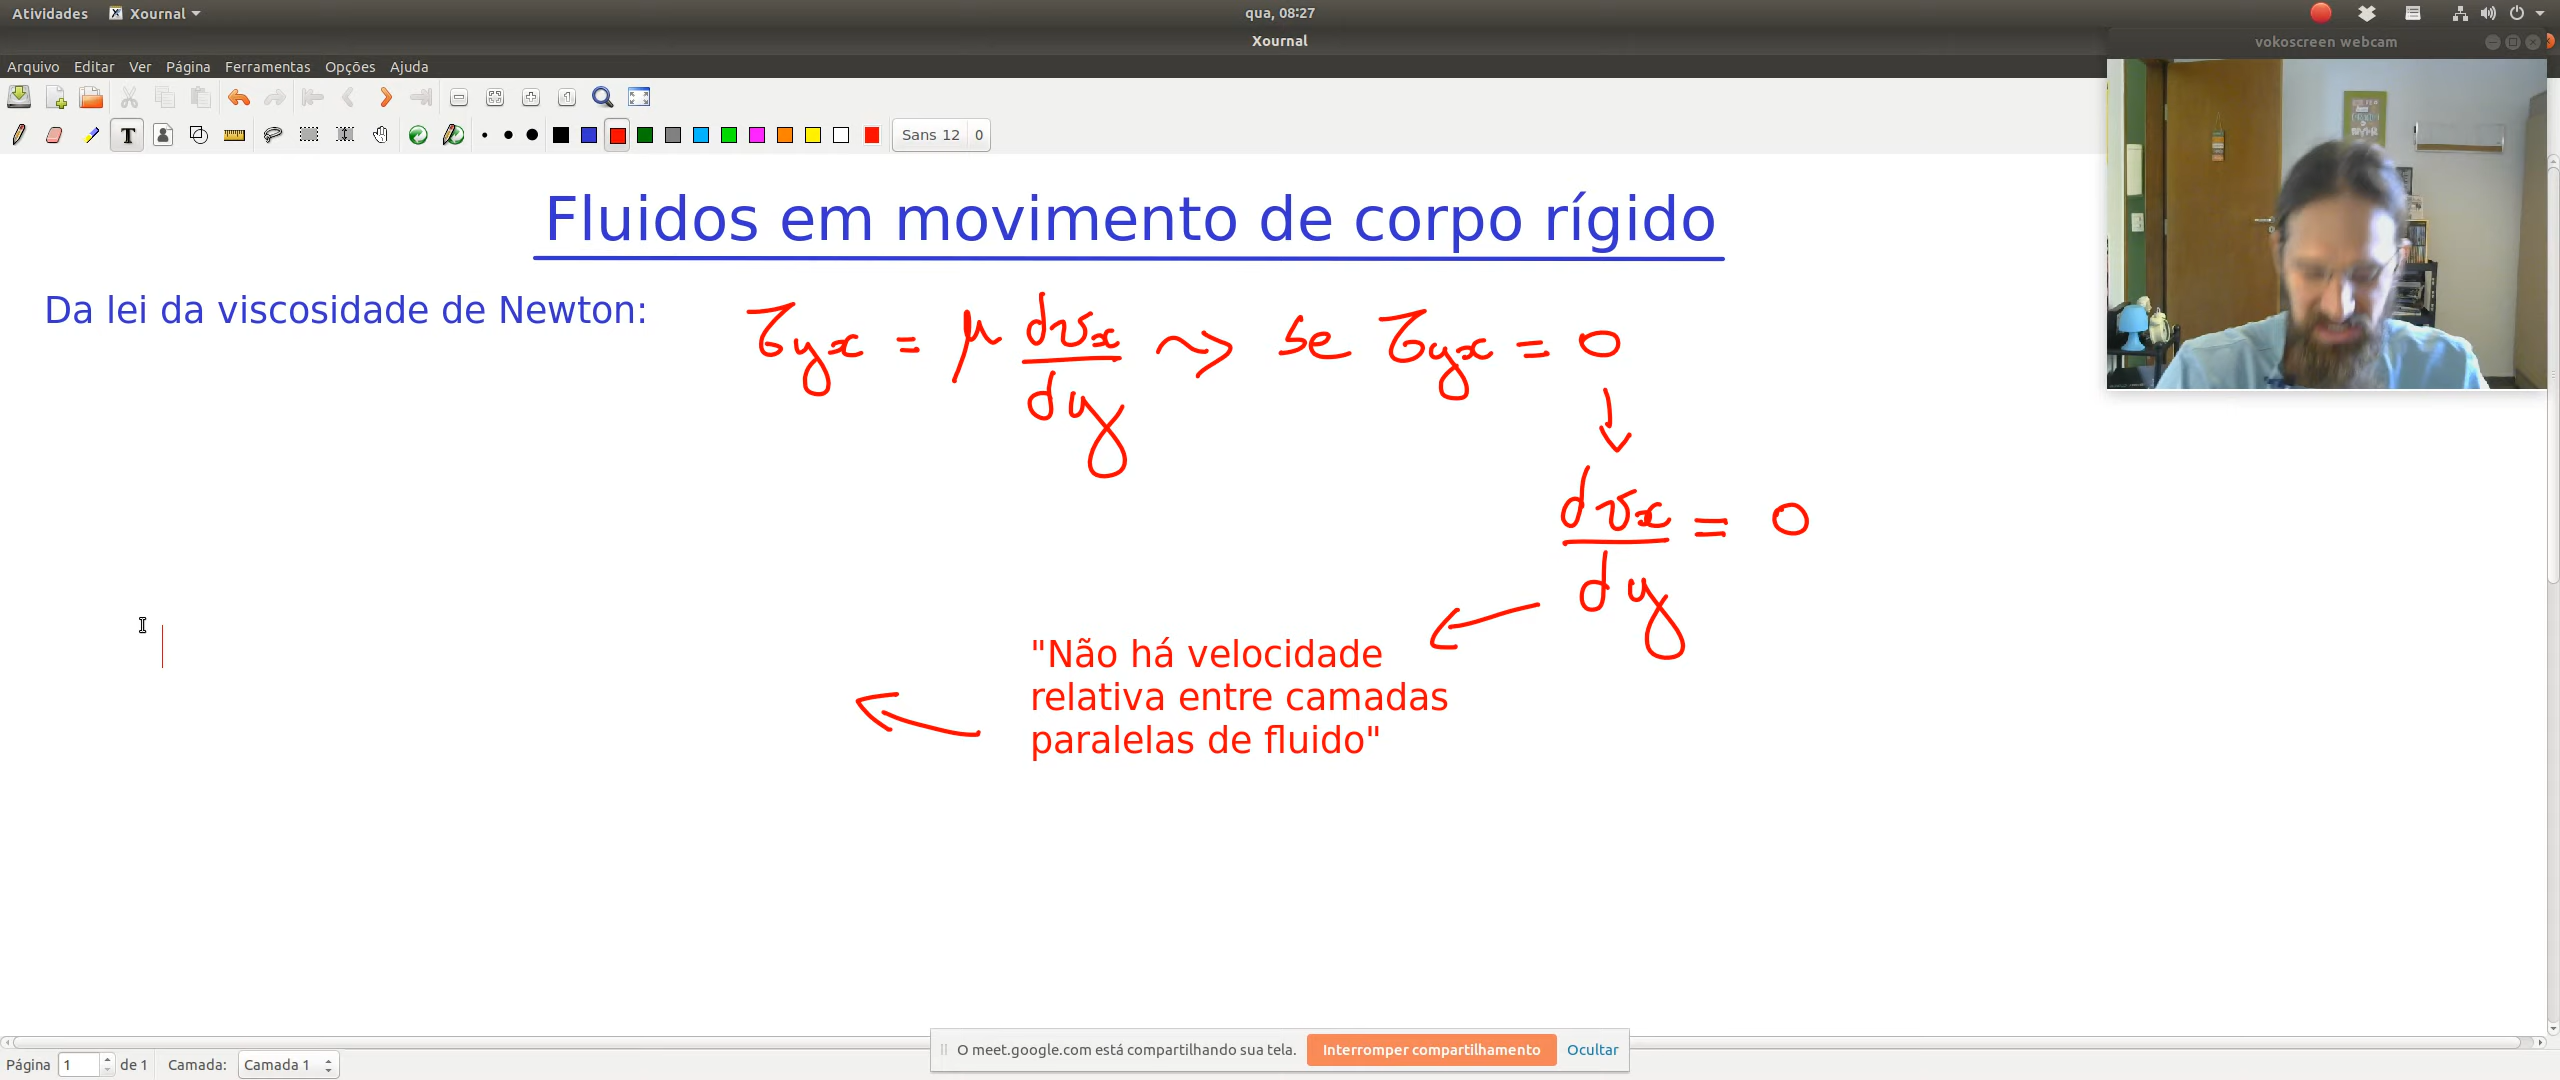 Atividades Xournal qua, 08:27
Xournal
vokoscreen webcam
Arquivo Editar Ver Página Ferramentas Opções Ajuda
Sans 12 0
Fluidos em movimento de corpo rígido
Da lei da viscosidade de Newton:
τyx = μ dvx/dy ⇝ se τyx = 0
↓
dvx/dy = 0
"Não há velocidade
relativa entre camadas
paralelas de fluido"
O meet.google.com está compartilhando sua tela. Interromper compartilhamento Ocultar
Página 1 de 1 Camada: Camada 1